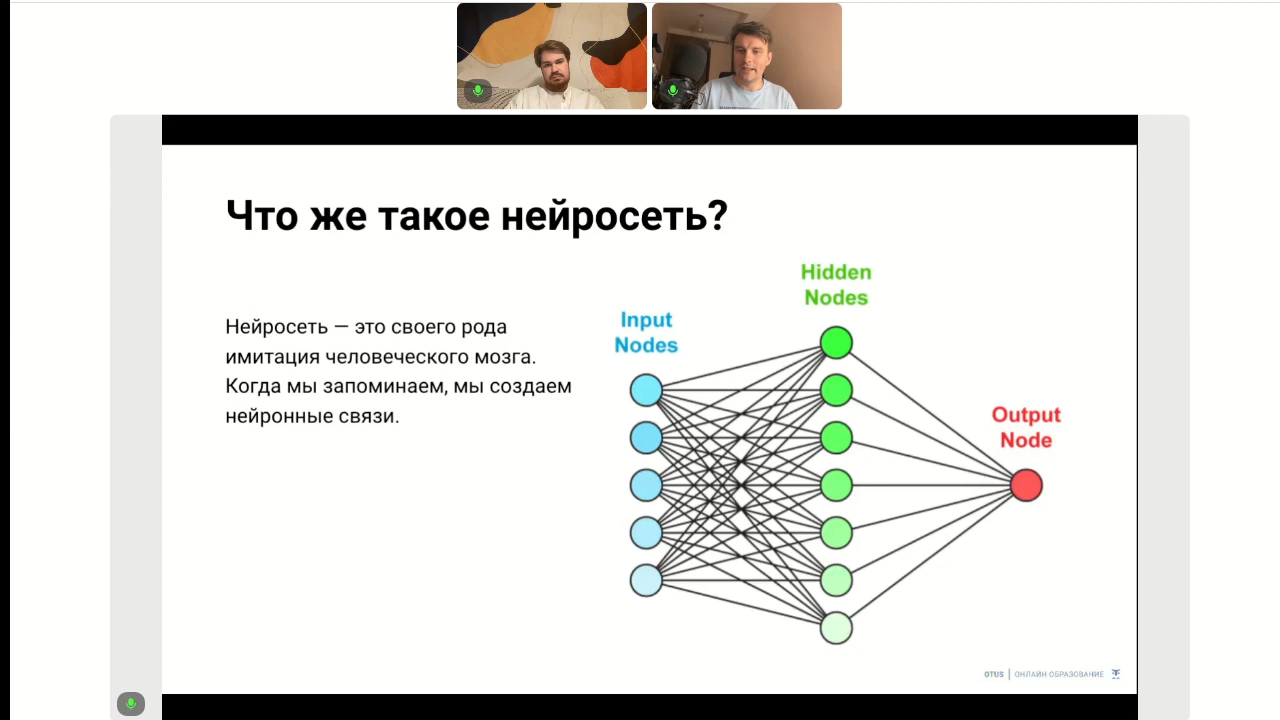 Что же такое нейросеть?
Нейросеть — это своего рода
имитация человеческого мозга.
Когда мы запоминаем, мы создаем
нейронные связи.
Input
Nodes
Hidden
Nodes
Output
Node
OTUS | ОНЛАЙН ОБРАЗОВАНИЕ